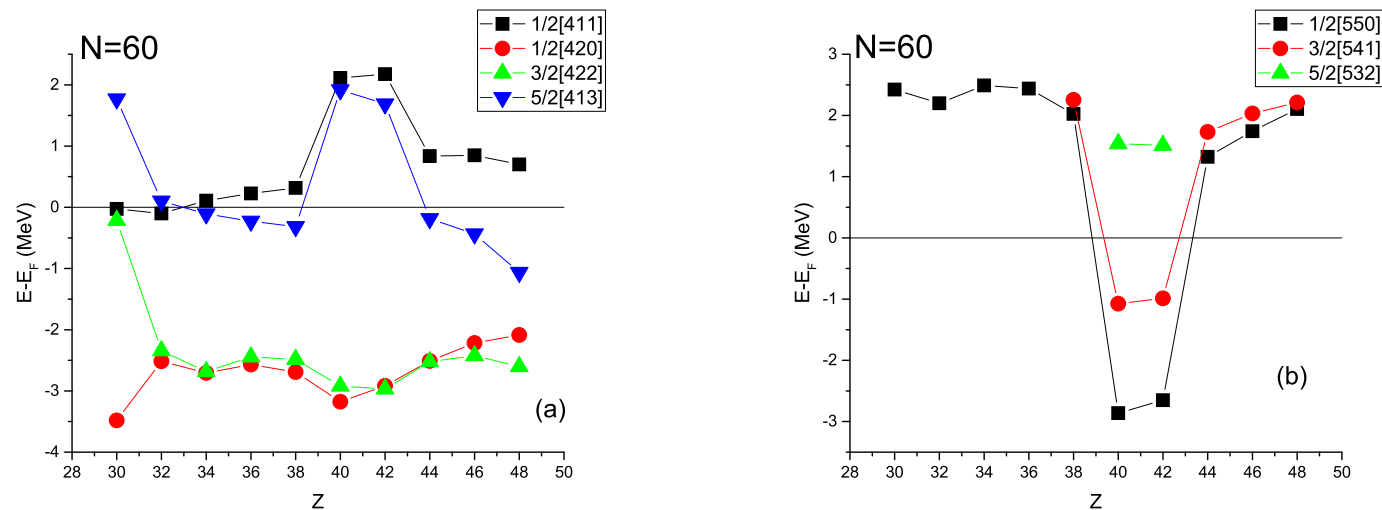 N=60
1/2[411]
1/2[420]
3/2[422]
5/2[413]
2
1
0
-1
-2
-3
-4
E-E_F (MeV)
(a)
28 30 32 34 36 38 40 42 44 46 48 50
Z
N=60
1/2[550]
3/2[541]
5/2[532]
3
2
1
0
-1
-2
-3
E-E_F (MeV)
(b)
28 30 32 34 36 38 40 42 44 46 48 50
Z